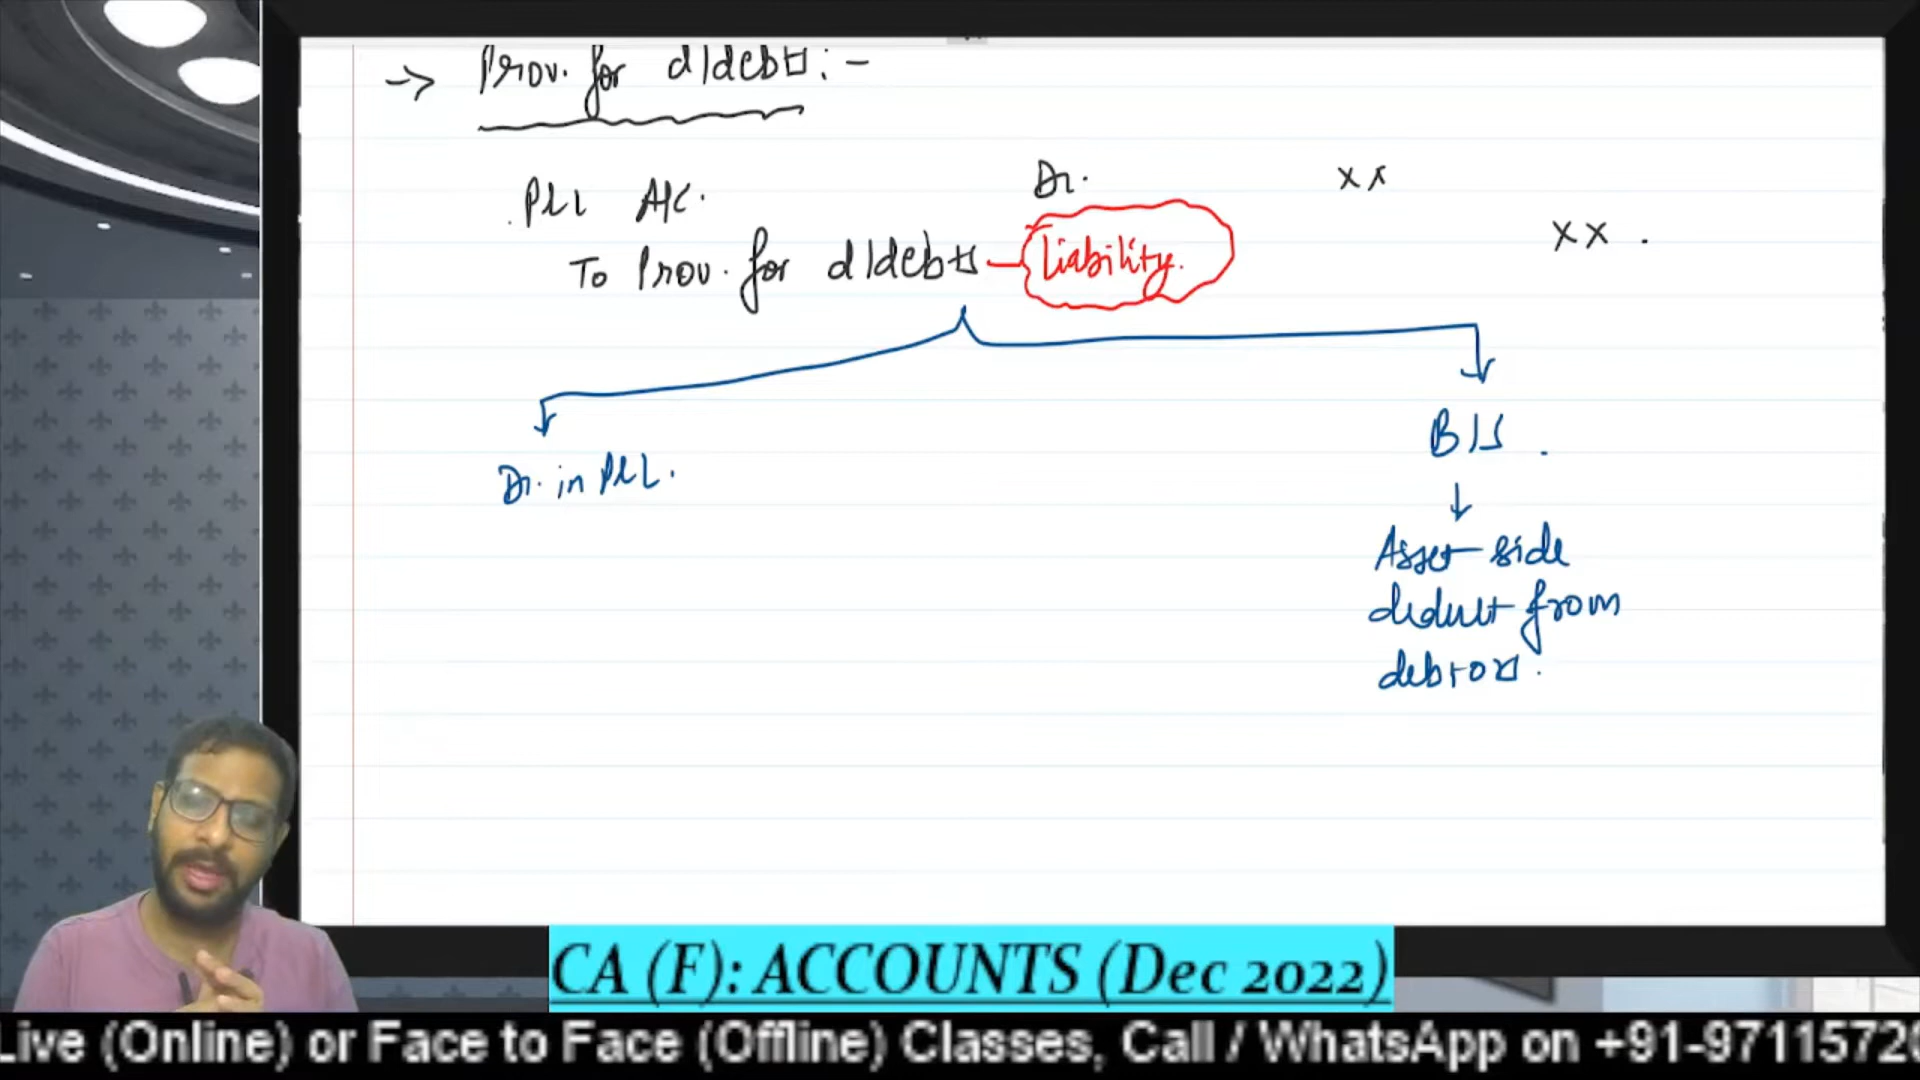 -> Prov. for d/debts:-
P&L A/c. Dr. xx
To Prov. for d/debts - Liability. xx.
Dr. in P&L.
B/S.
Asset side
deduct from
debtors.
CA (F): ACCOUNTS (Dec 2022)
Live (Online) or Face to Face (Offline) Classes, Call / WhatsApp on +91-9711572